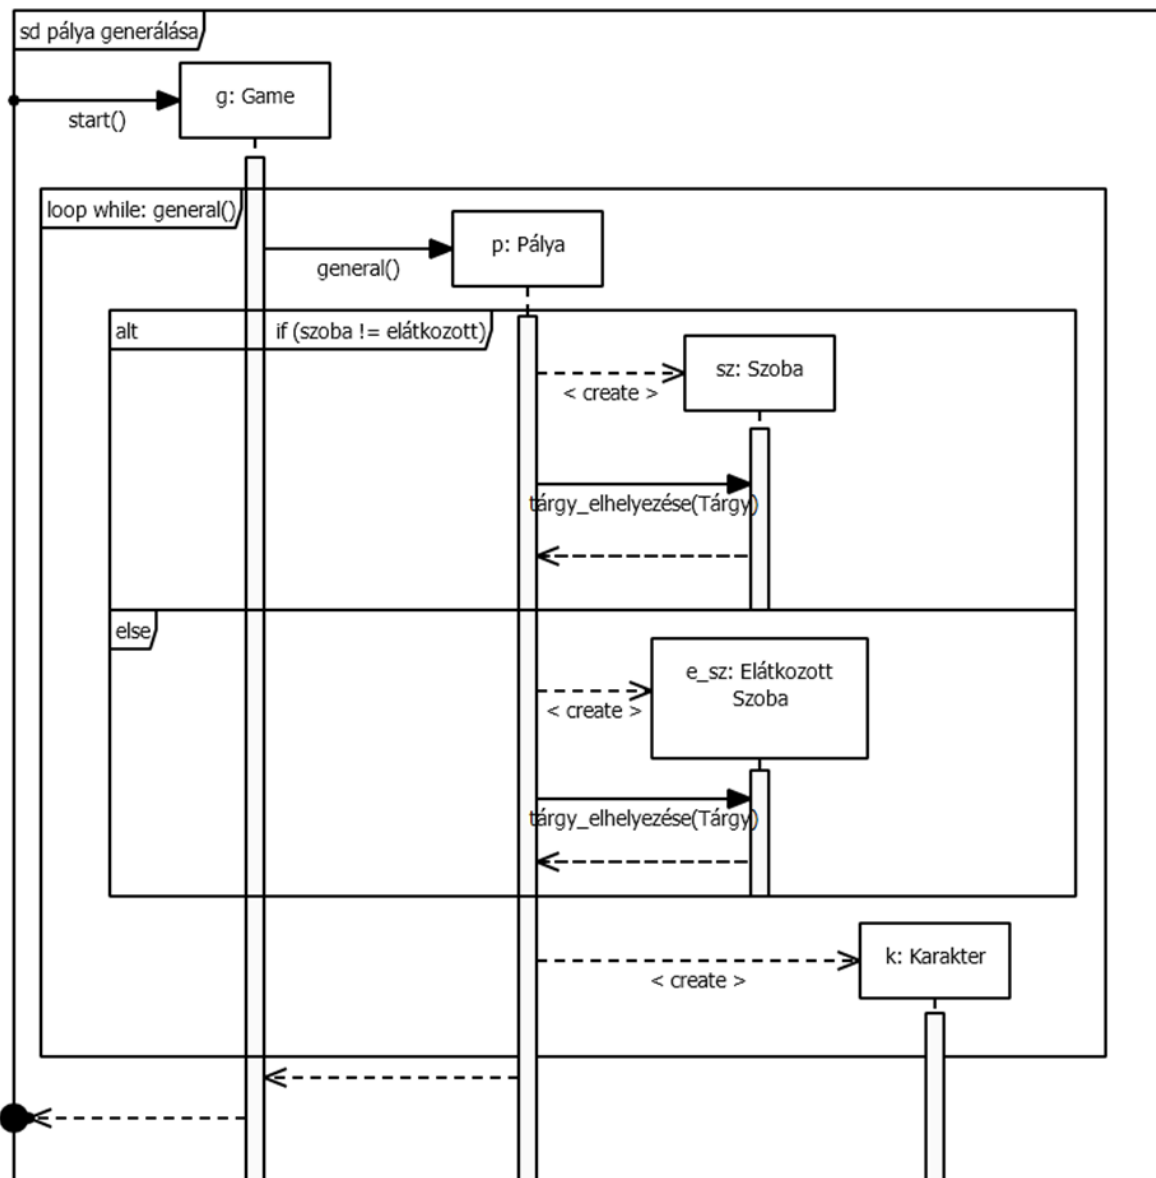 sd pálya generálása
g: Game
start()
loop while: general()
p: Pálya
general()
alt if (szoba != elátkozott)
sz: Szoba
< create >
tárgy_elhelyezése(Tárgy)
else
e_sz: Elátkozott
Szoba
< create >
tárgy_elhelyezése(Tárgy)
k: Karakter
< create >